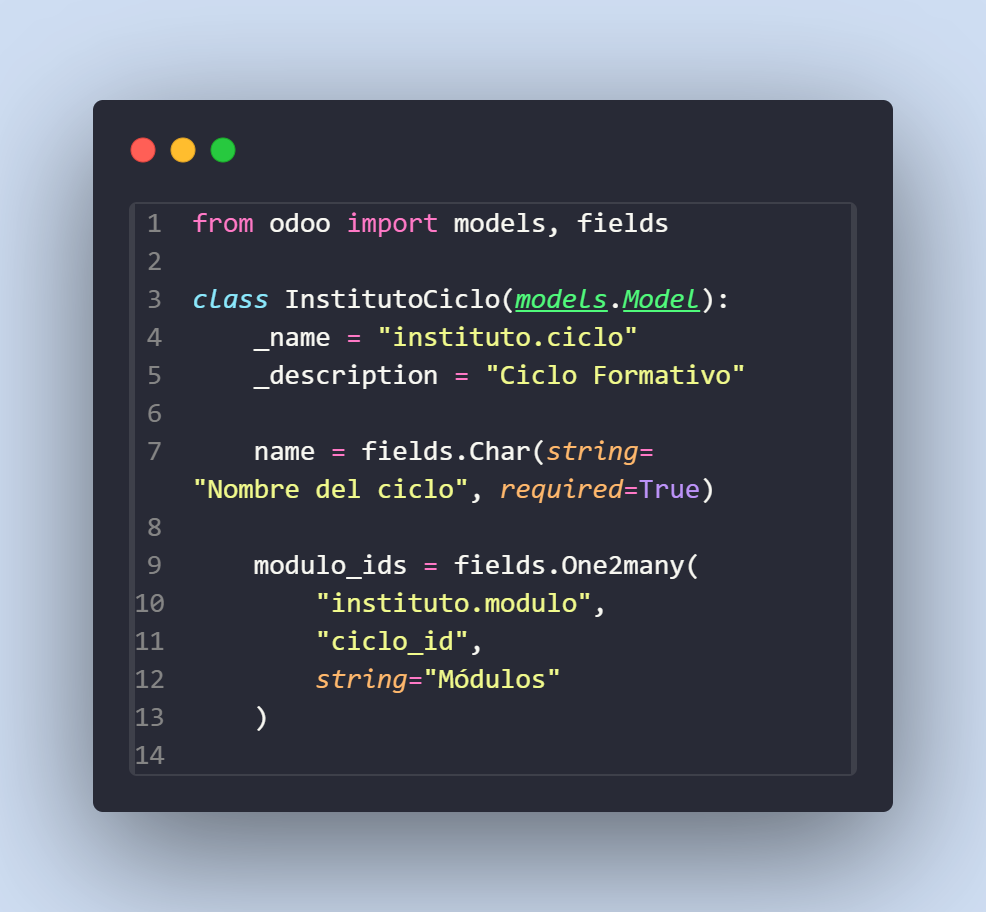 1 from odoo import models, fields
2
3 class InstitutoCiclo(models.Model):
4     _name = "instituto.ciclo"
5     _description = "Ciclo Formativo"
6
7     name = fields.Char(string=
"Nombre del ciclo", required=True)
8
9     modulo_ids = fields.One2many(
10         "instituto.modulo",
11         "ciclo_id",
12         string="Módulos"
13     )
14